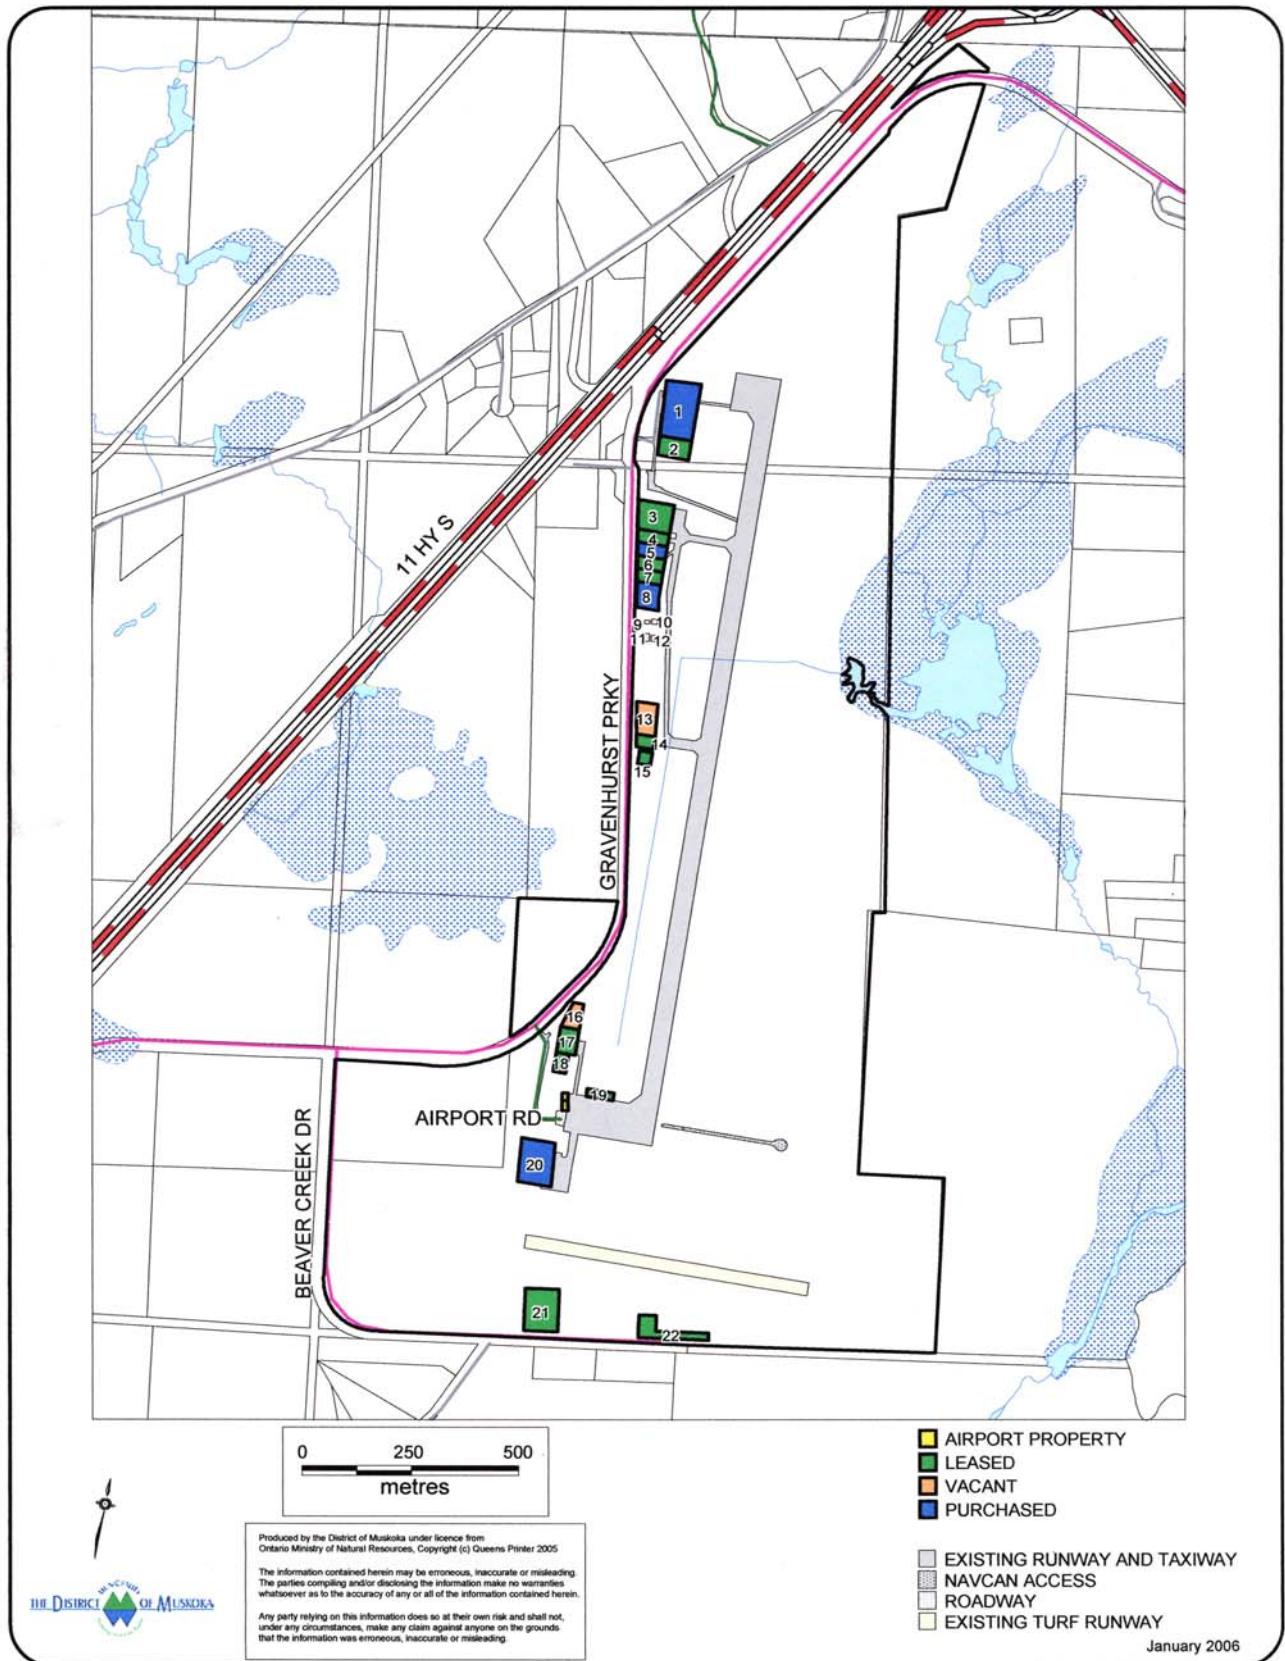 1
2
3
4
5
6
7
8
9
10
11
12
13
14
15
16
17
18
19
20
21
22
11 HY S
GRAVENHURST PRKY
AIRPORT RD
BEAVER CREEK DR
0 250 500
metres
AIRPORT PROPERTY
LEASED
VACANT
PURCHASED
EXISTING RUNWAY AND TAXIWAY
NAVCAN ACCESS
ROADWAY
EXISTING TURF RUNWAY
Produced by the District of Muskoka under licence from
Ontario Ministry of Natural Resources, Copyright (c) Queens Printer 2005
The information contained herein may be erroneous, inaccurate or misleading.
The parties compiling and/or disclosing the information make no warranties
whatsoever as to the accuracy of any or all of the information contained herein.
Any party relying on this information does so at their own risk and shall not,
under any circumstances, make any claim against anyone on the grounds
that the information was erroneous, inaccurate or misleading.
THE DISTRICT OF MUSKOKA
January 2006